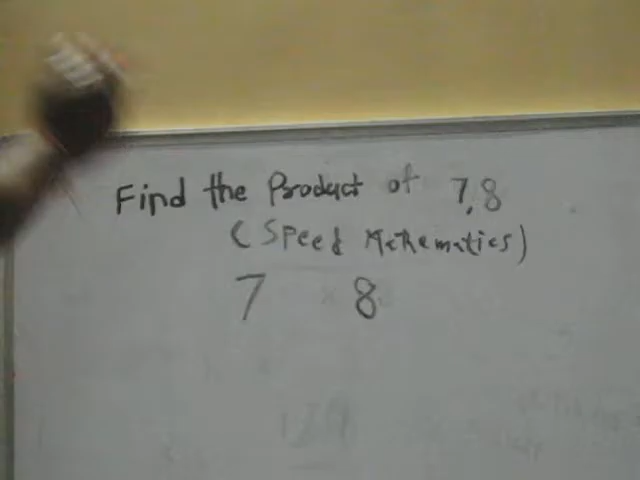 Find the Product of 7,8
(Speed Mathematics)
7 8